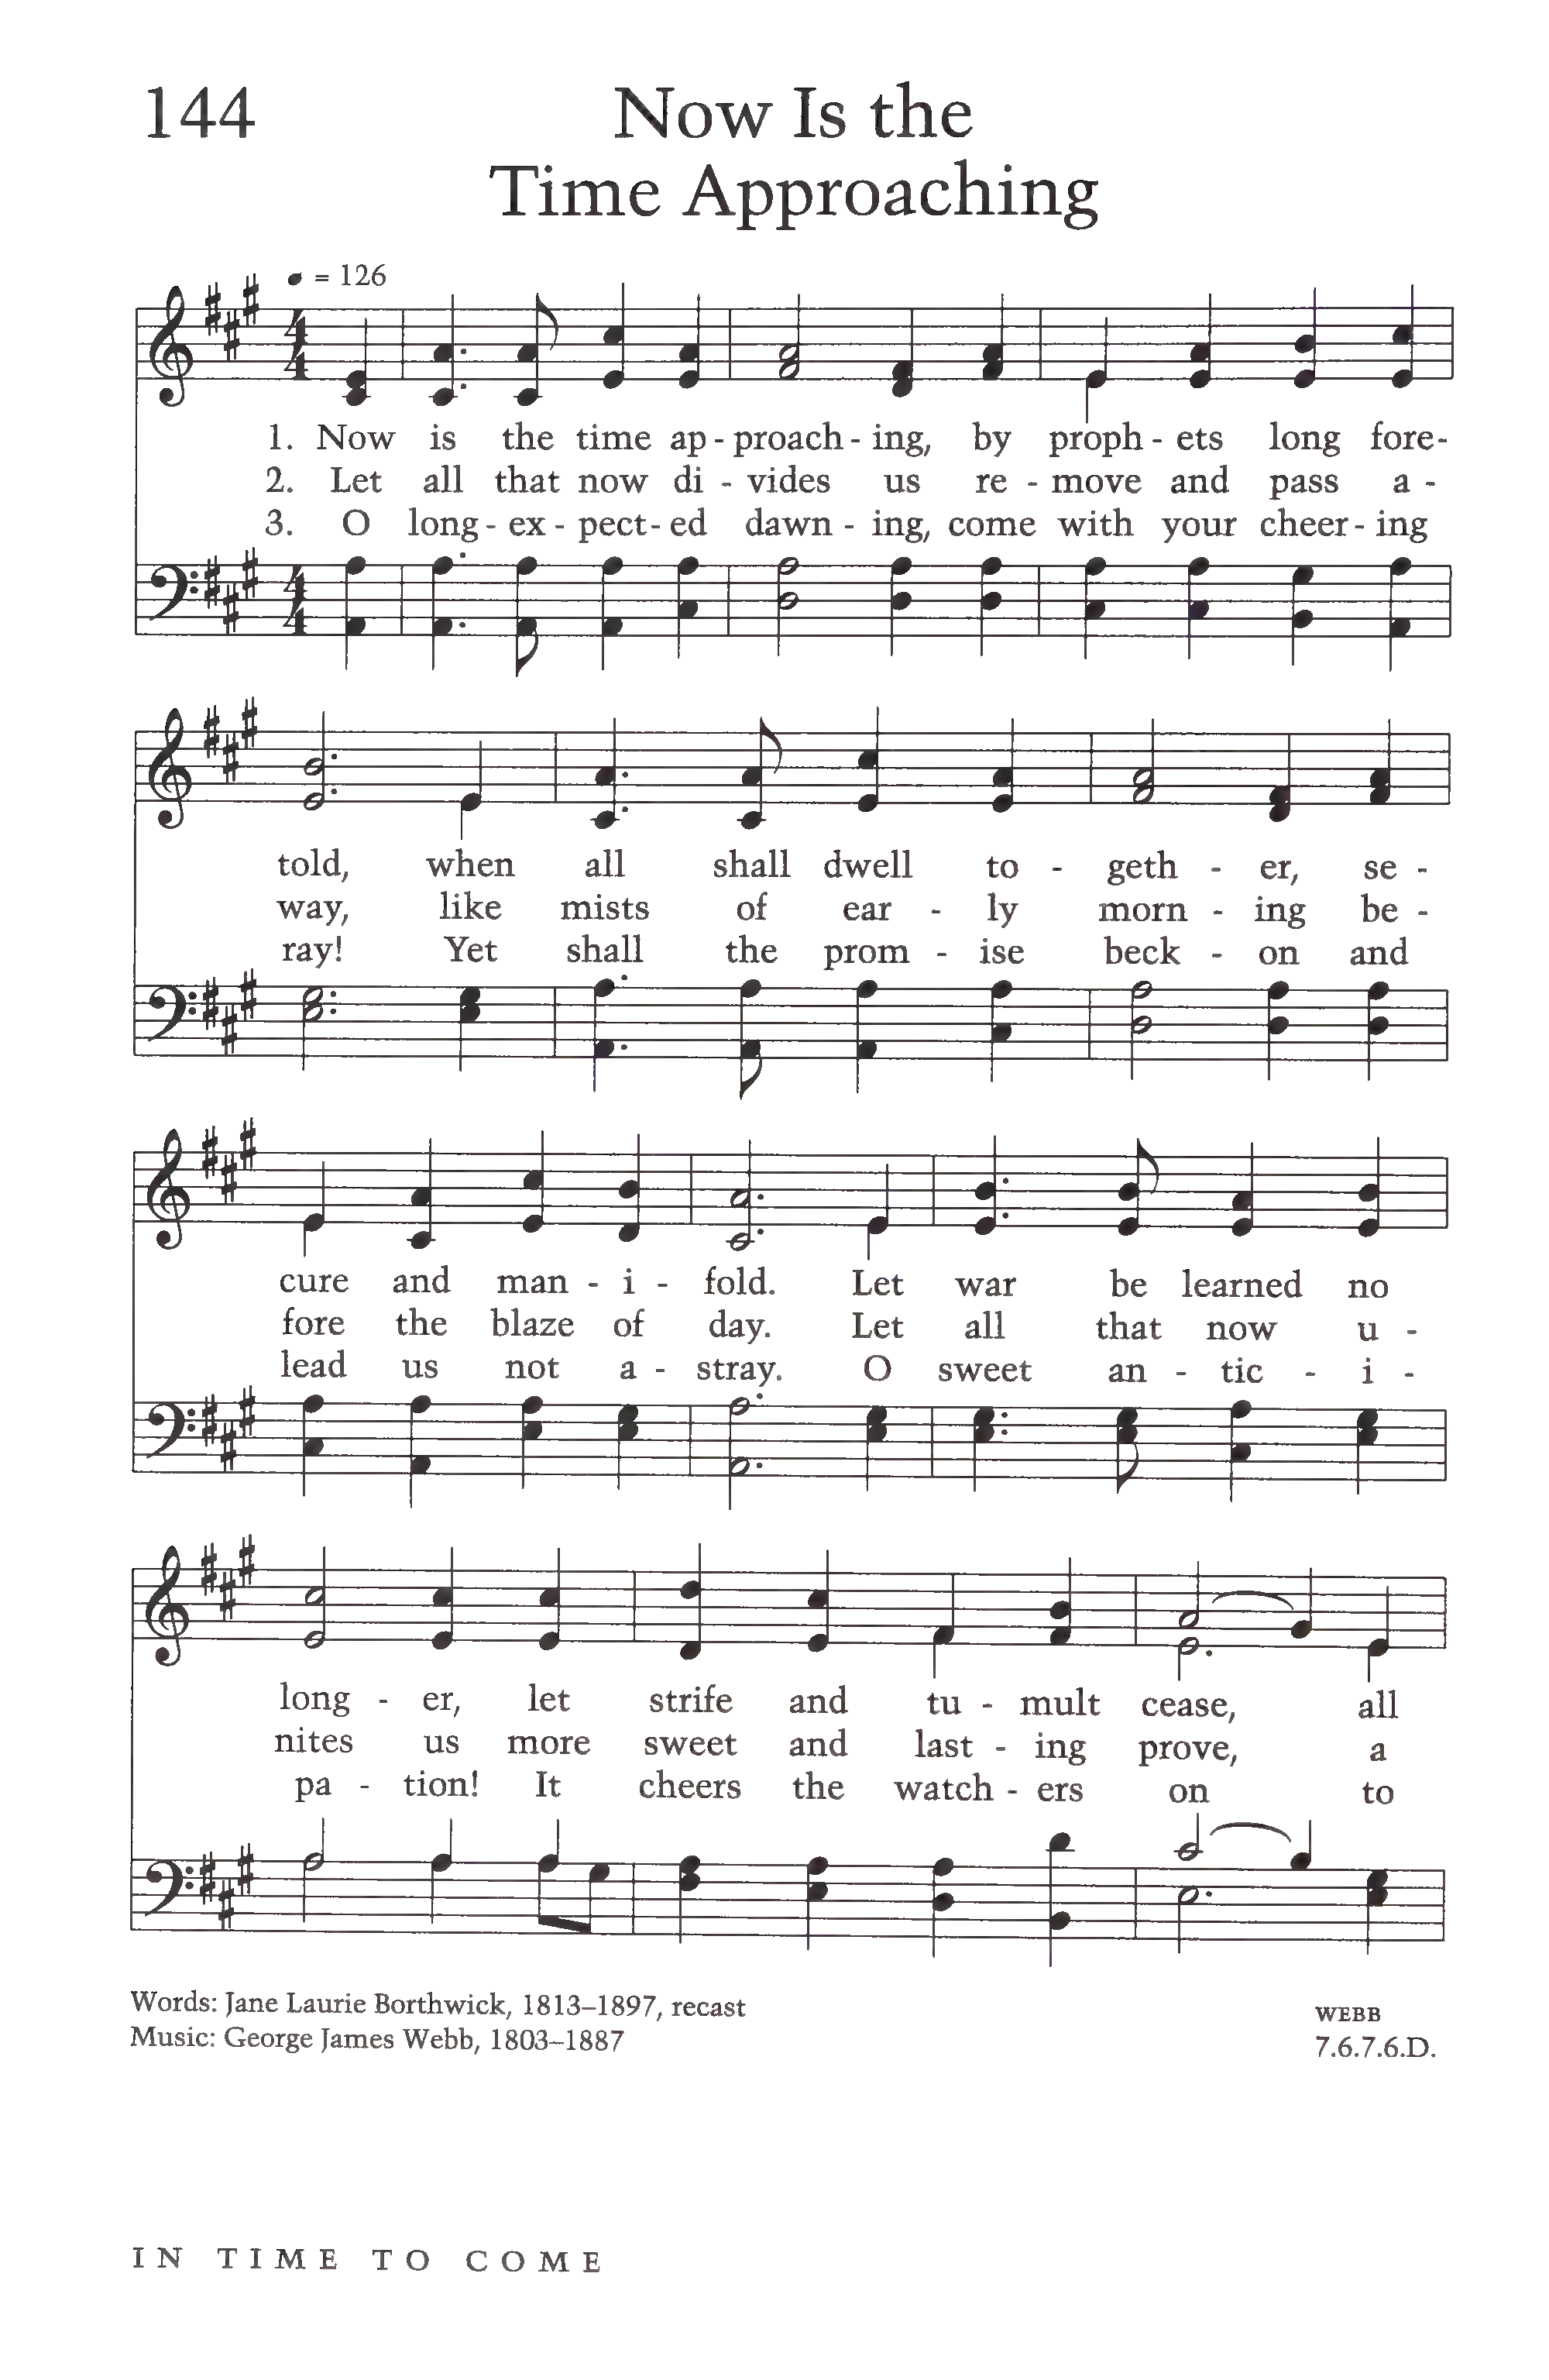 144
Now Is the
Time Approaching
= 126
1. Now is the time ap - proach - ing, by proph - ets long fore-
2. Let all that now di - vides us re - move and pass a -
3. O long - ex - pect - ed dawn - ing, come with your cheer - ing
told, when all shall dwell to - geth - er, se -
way, like mists of ear - ly morn - ing be -
ray! Yet shall the prom - ise beck - on and
cure and man - i - fold. Let war be learned no
fore the blaze of day. Let all that now u -
lead us not a - stray. O sweet an - tic - i -
long - er, let strife and tu - mult cease, all
nites us more sweet and last - ing prove, a
pa - tion! It cheers the watch - ers on to
Words: Jane Laurie Borthwick, 1813–1897, recast
Music: George James Webb, 1803–1887
WEBB
7.6.7.6.D.
IN TIME TO COME